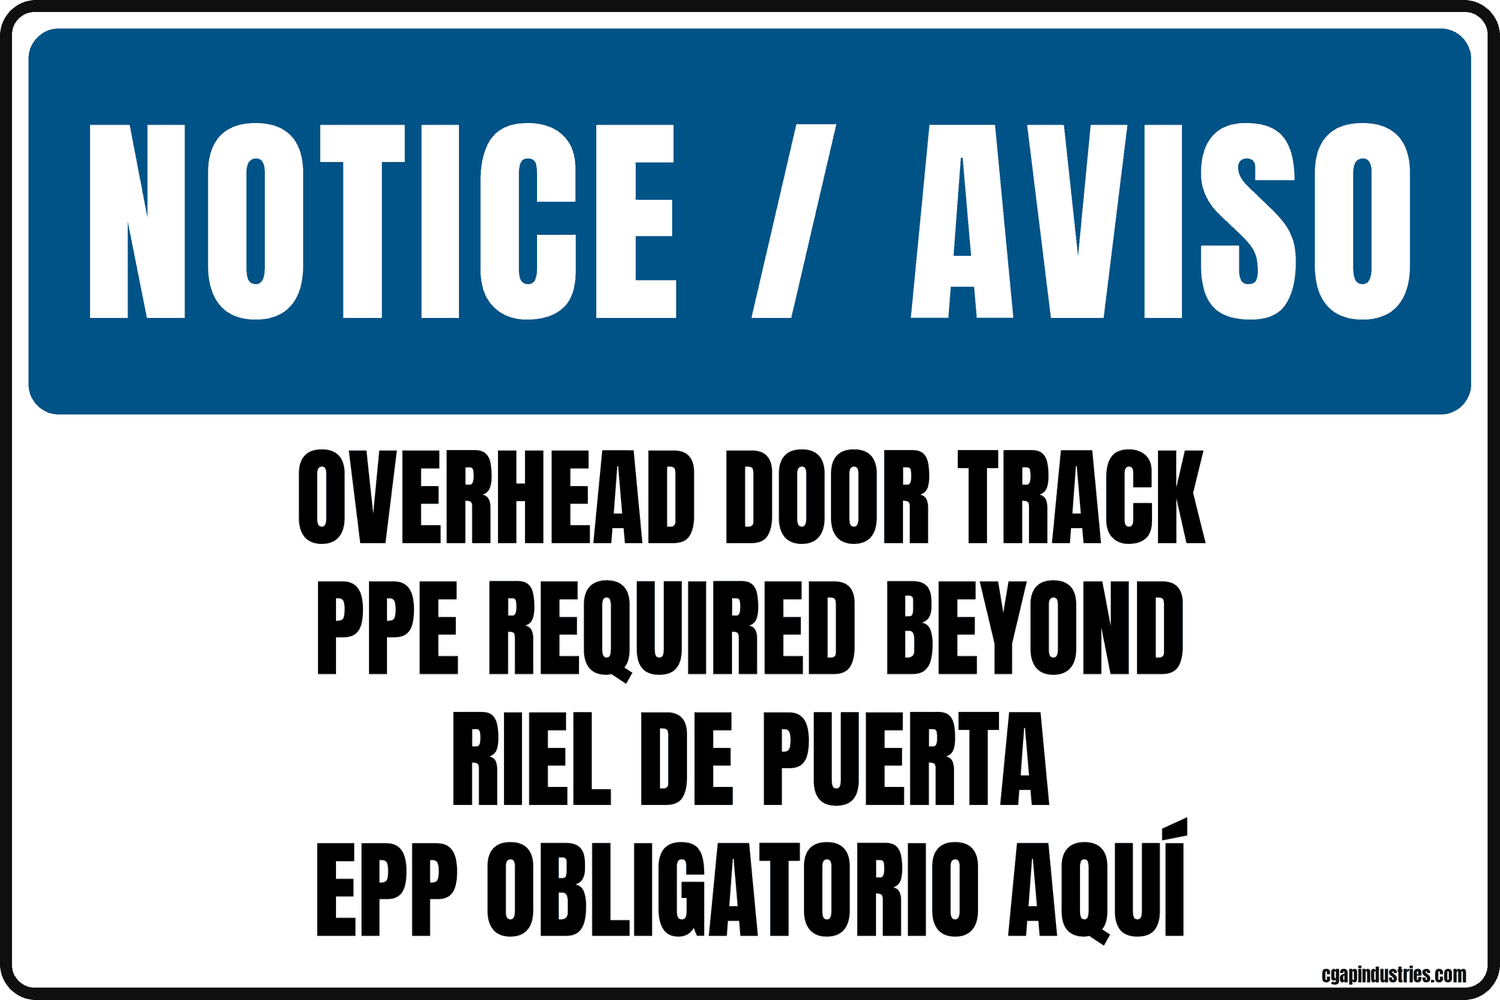 NOTICE / AVISO
OVERHEAD DOOR TRACK
PPE REQUIRED BEYOND
RIEL DE PUERTA
EPP OBLIGATORIO AQUÍ
cgapindustries.com